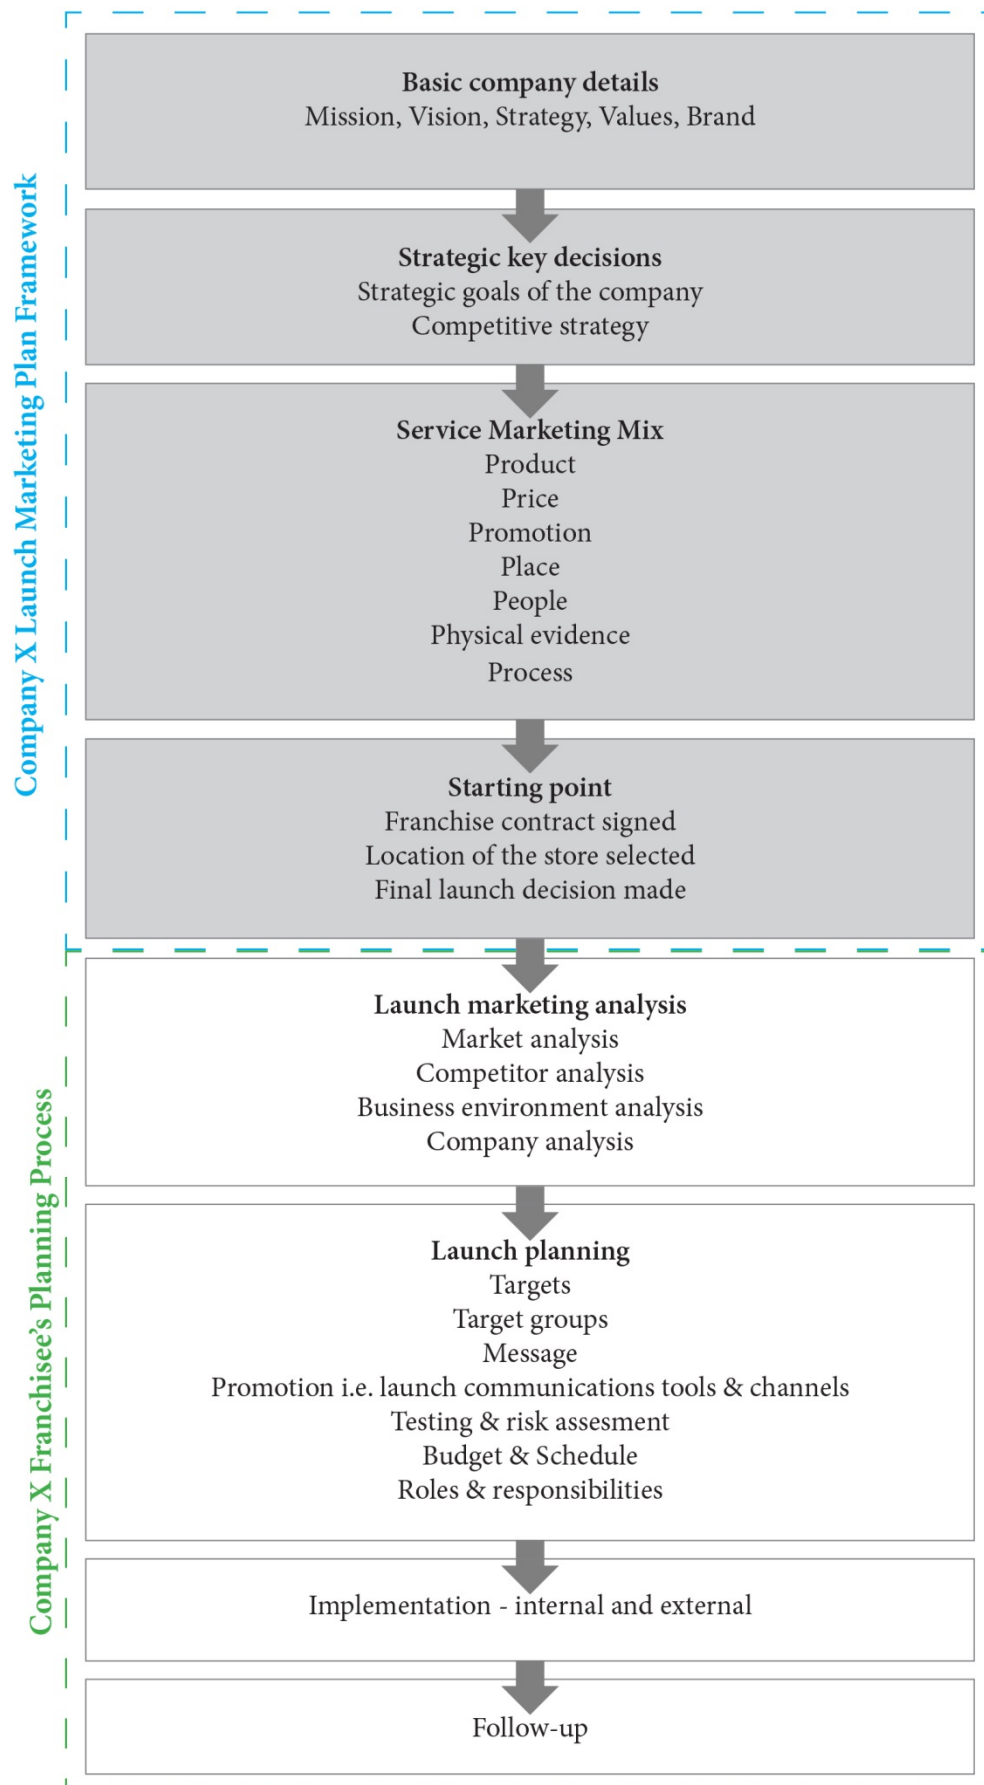 Company X Launch Marketing Plan Framework
Basic company details
Mission, Vision, Strategy, Values, Brand
Strategic key decisions
Strategic goals of the company
Competitive strategy
Service Marketing Mix
Product
Price
Promotion
Place
People
Physical evidence
Process
Starting point
Franchise contract signed
Location of the store selected
Final launch decision made
Company X Franchisee’s Planning Process
Launch marketing analysis
Market analysis
Competitor analysis
Business environment analysis
Company analysis
Launch planning
Targets
Target groups
Message
Promotion i.e. launch communications tools & channels
Testing & risk assesment
Budget & Schedule
Roles & responsibilities
Implementation - internal and external
Follow-up